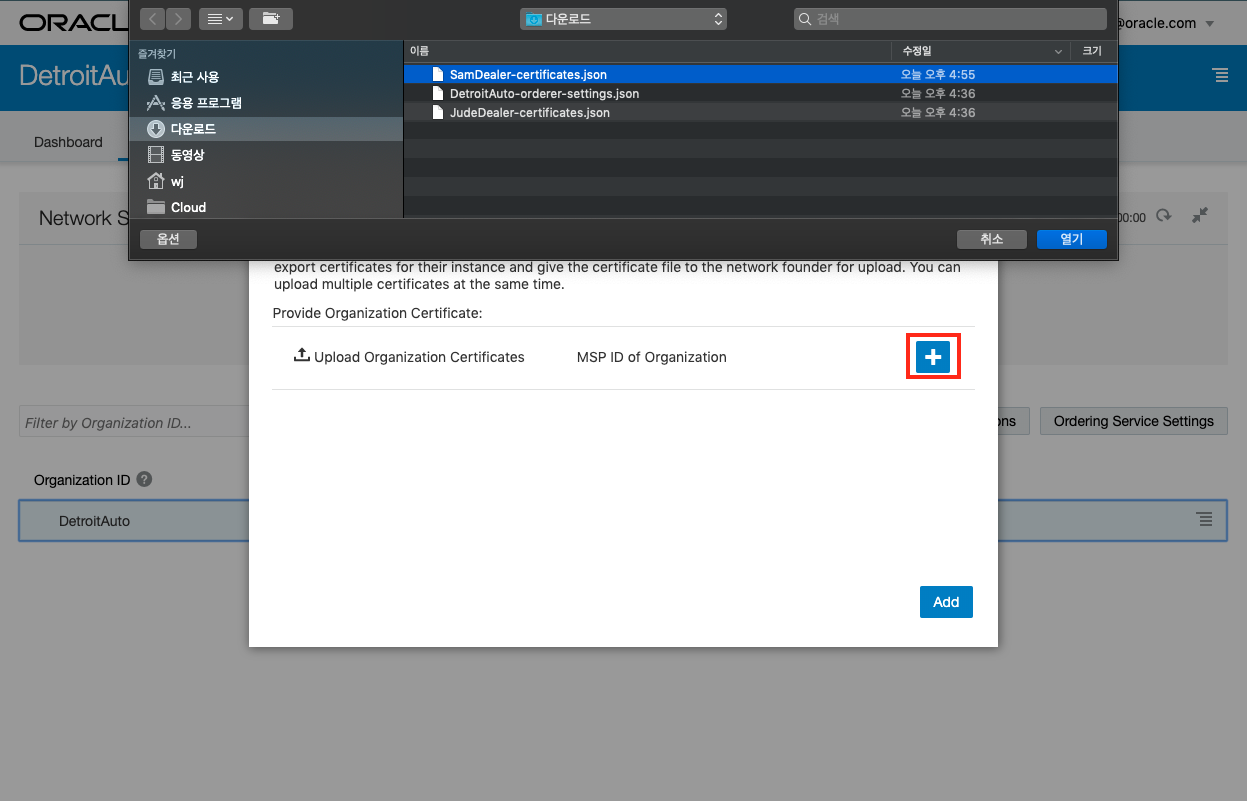 ORACL
다운로드
검색
@oracle.com
DetroitAu
즐겨찾기
이름
수정일
크기
최근 사용
SamDealer-certificates.json
오늘 오후 4:55
응용 프로그램
DetroitAuto-orderer-settings.json
오늘 오후 4:36
다운로드
JudeDealer-certificates.json
오늘 오후 4:36
Dashboard
동영상
wj
Cloud
Network S
00:00
옵션
취소
열기
export certificates for their instance and give the certificate file to the network founder for upload. You can
upload multiple certificates at the same time.
Provide Organization Certificate:
Upload Organization Certificates
MSP ID of Organization
Filter by Organization ID...
ons
Ordering Service Settings
Organization ID
DetroitAuto
Add